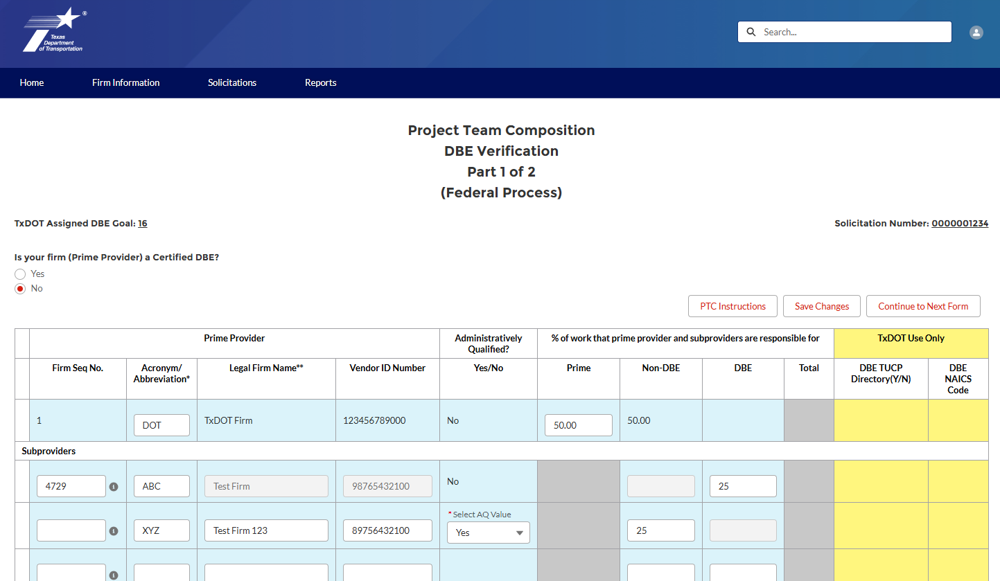 Texas
Department
of Transportation
®
Search...
Home
Firm Information
Solicitations
Reports
Project Team Composition
DBE Verification
Part 1 of 2
(Federal Process)
TxDOT Assigned DBE Goal: 16
Solicitation Number: 0000001234
Is your firm (Prime Provider) a Certified DBE?
Yes
No
PTC Instructions
Save Changes
Continue to Next Form
Prime Provider
Administratively
Qualified?
% of work that prime provider and subproviders are responsible for
TxDOT Use Only
Firm Seq No.
Acronym/
Abbreviation*
Legal Firm Name**
Vendor ID Number
Yes/No
Prime
Non-DBE
DBE
Total
DBE TUCP
Directory(Y/N)
DBE
NAICS
Code
1
DOT
TxDOT Firm
123456789000
No
50.00
50.00
Subproviders
4729
ABC
Test Firm
98765432100
No
25
XYZ
Test Firm 123
89756432100
* Select AQ Value
Yes
25